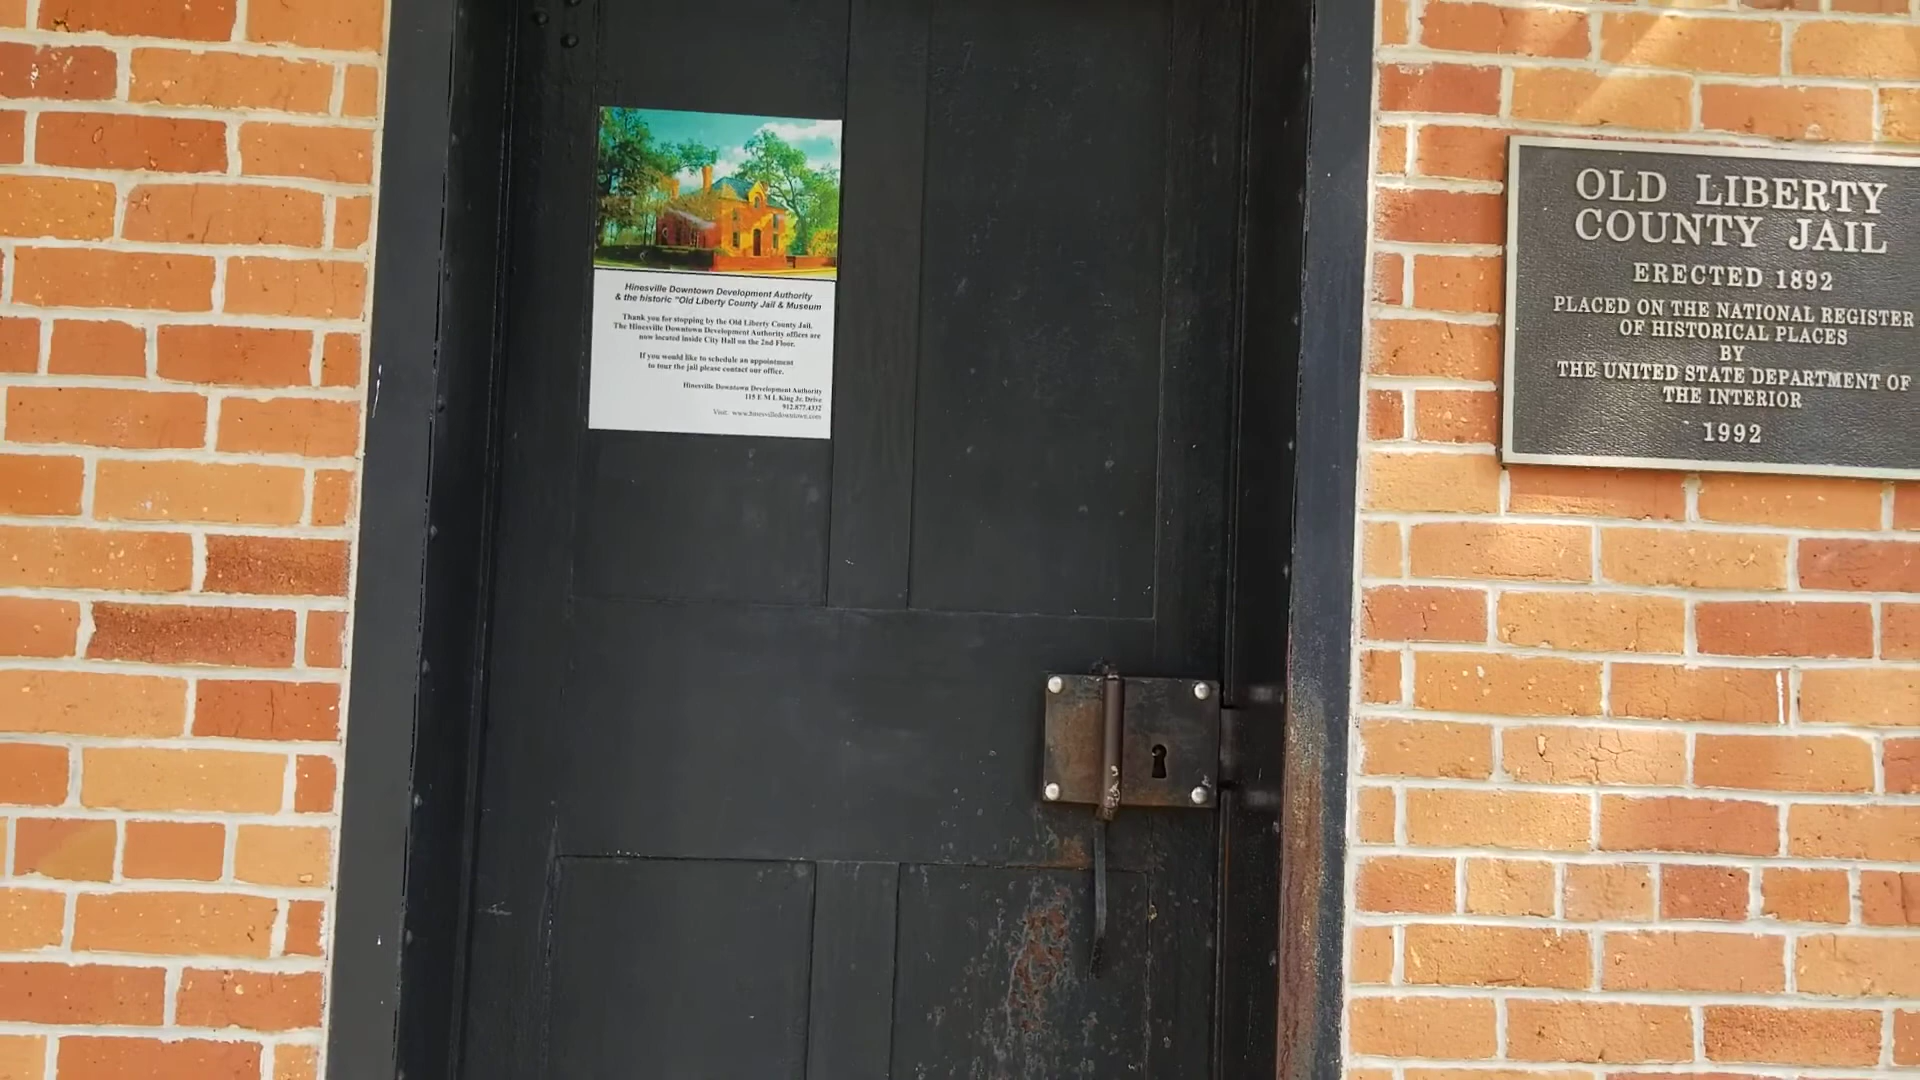 Hinesville Downtown Development Authority
& the historic "Old Liberty County Jail & Museum
Thank you for stopping by the Old Liberty County Jail.
The Hinesville Downtown Development Authority offices are
now located inside City Hall on the 2nd Floor.
If you would like to schedule an appointment
to tour the jail please contact our office.
Hinesville Downtown Development Authority
115 E M L King Jr. Drive
912.877.4332
Visit: www.hinesvilledowntown.com
OLD LIBERTY
COUNTY JAIL
ERECTED 1892
PLACED ON THE NATIONAL REGISTER
OF HISTORICAL PLACES
BY
THE UNITED STATE DEPARTMENT OF
THE INTERIOR
1992